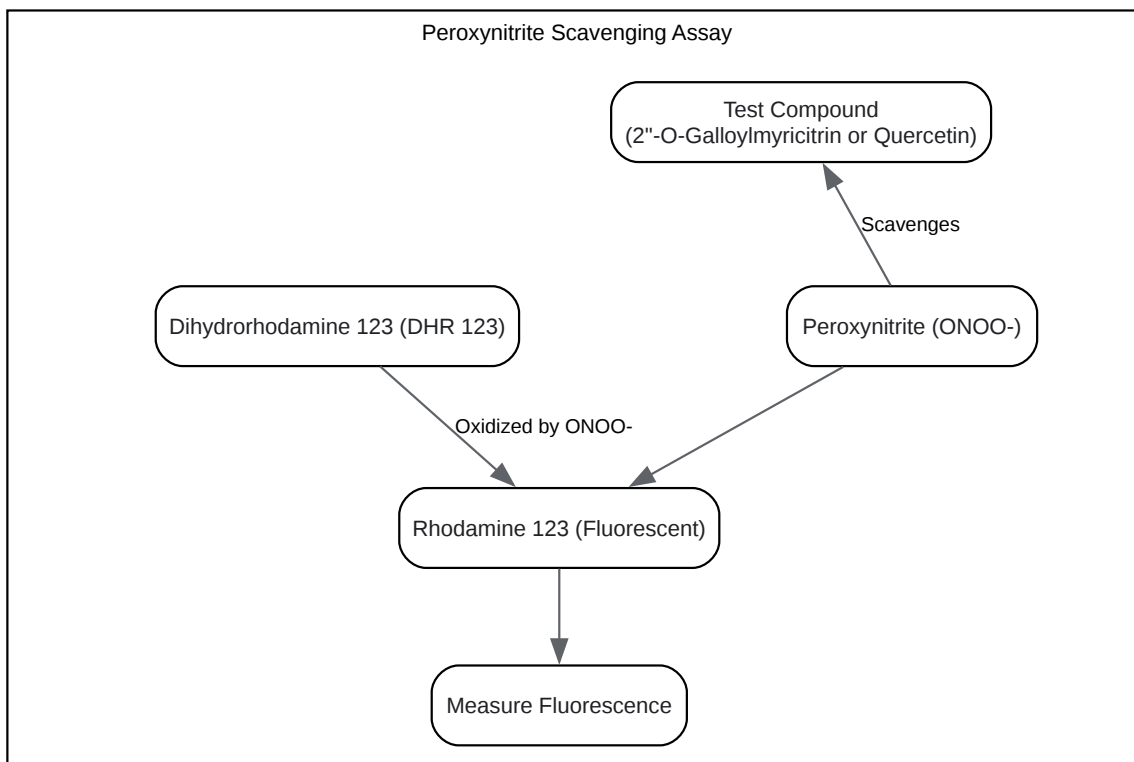 Peroxynitrite Scavenging Assay
Test Compound
(2"-O-Galloylmyricitrin or Quercetin)
Scavenges
Dihydrorhodamine 123 (DHR 123)
Peroxynitrite (ONOO-)
Oxidized by ONOO-
Rhodamine 123 (Fluorescent)
Measure Fluorescence